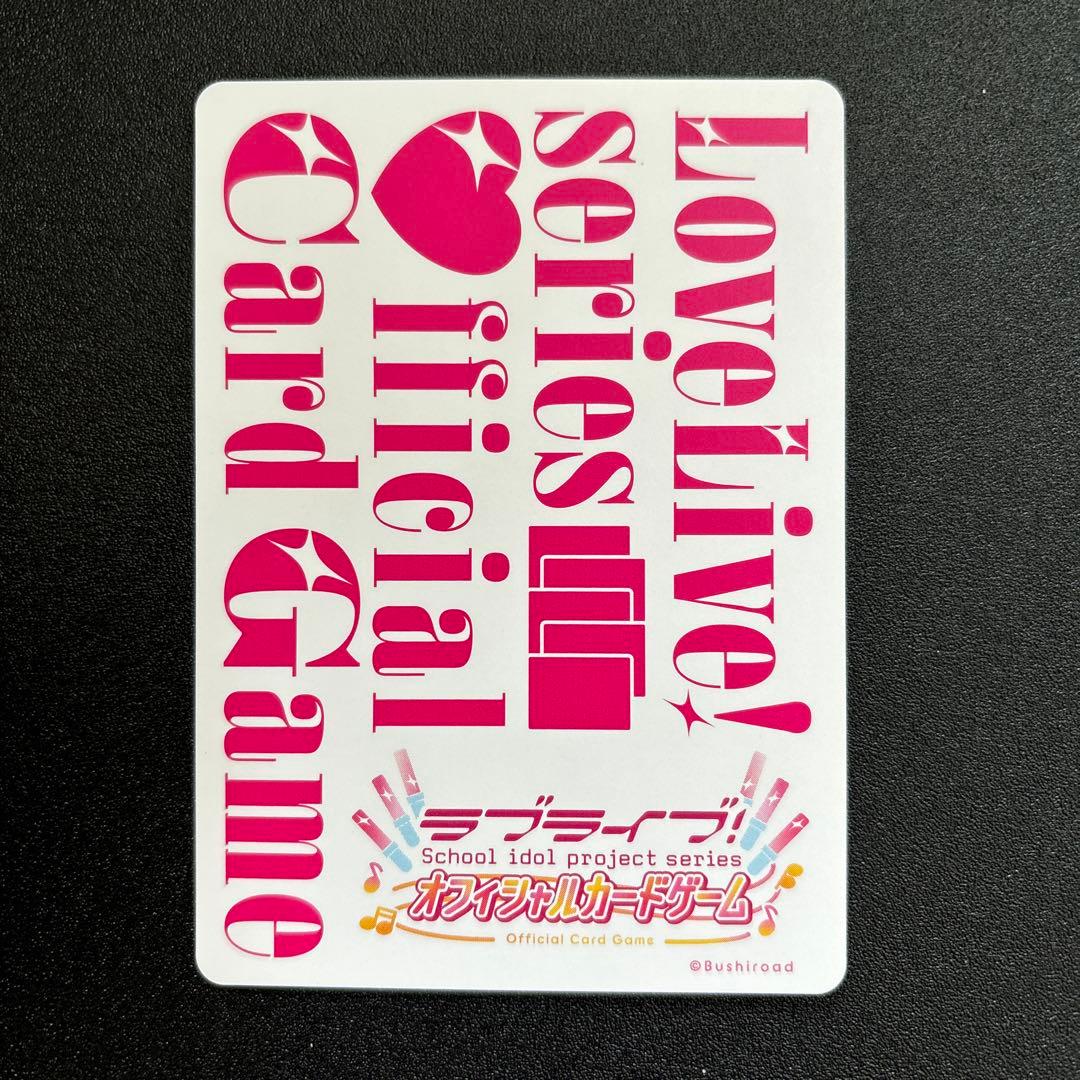 LoveLive!
series
Official
Card Game
ラブライブ!
School idol project series
オフィシャルカードゲーム
Official Card Game
©Bushiroad